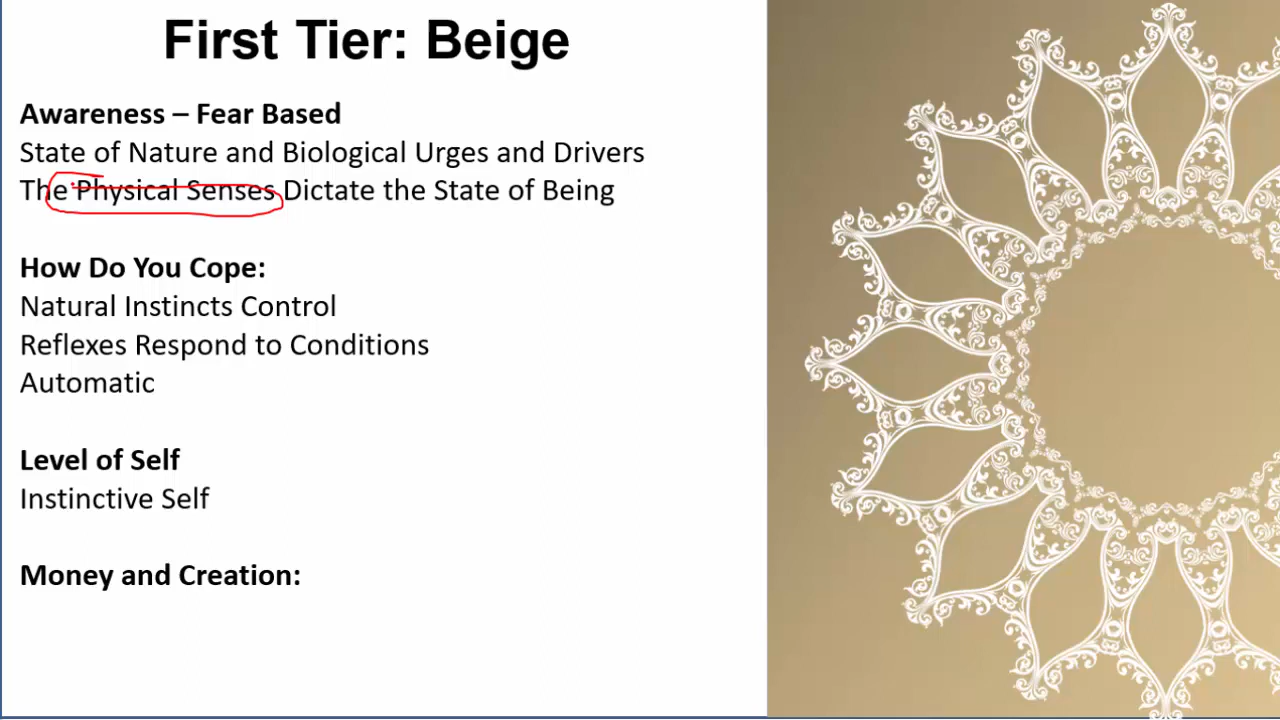 First Tier: Beige
Awareness – Fear Based
State of Nature and Biological Urges and Drivers
The Physical Senses Dictate the State of Being
How Do You Cope:
Natural Instincts Control
Reflexes Respond to Conditions
Automatic
Level of Self
Instinctive Self
Money and Creation: